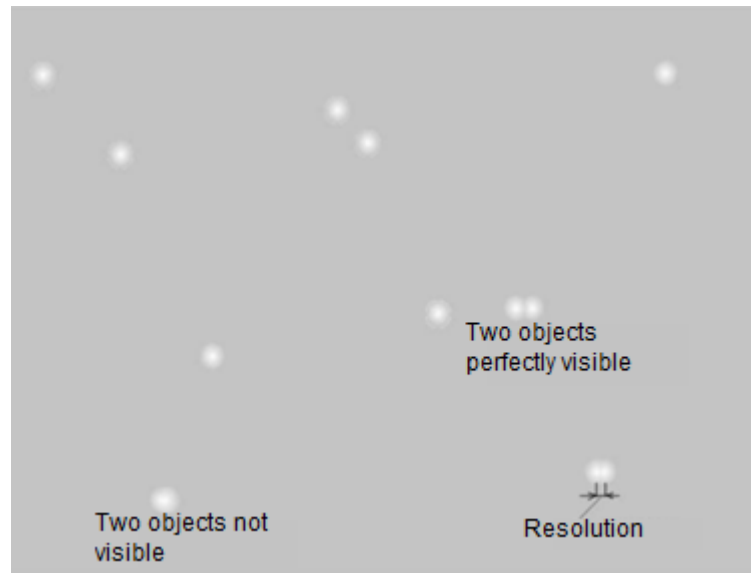 Two objects
perfectly visible
Two objects not
visible
Resolution